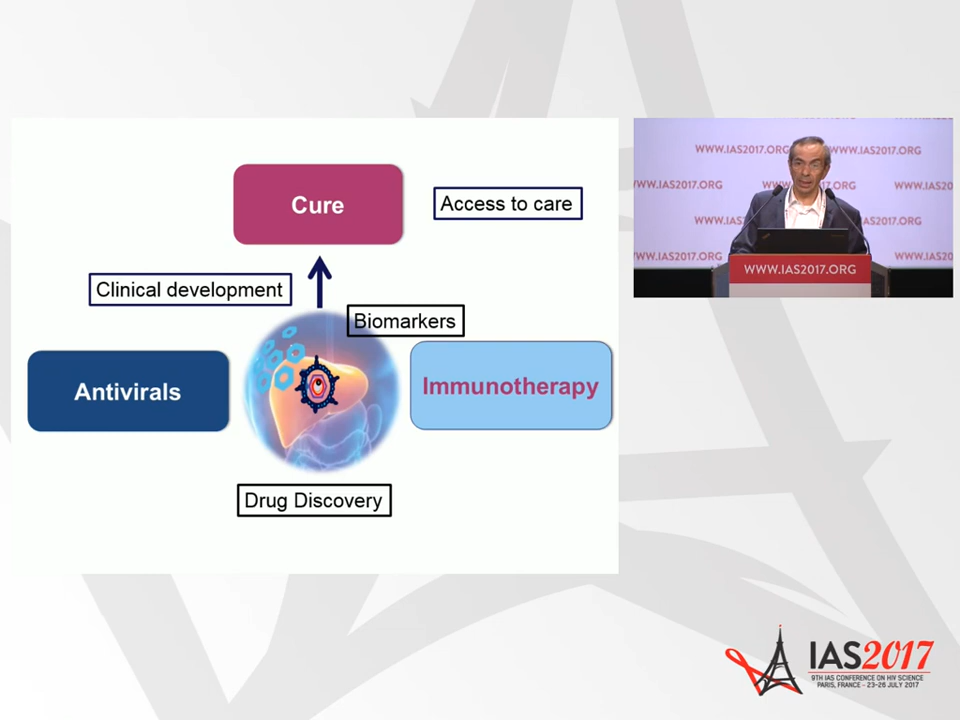 Cure
Access to care
Clinical development
Biomarkers
Antivirals
Immunotherapy
Drug Discovery
WWW.IAS2017.ORG
WWW.IAS2017.ORG
WWW.IAS2017.ORG
WWW.IAS2017.ORG
IAS2017
9TH IAS CONFERENCE ON HIV SCIENCE
PARIS, FRANCE – 23-26 JULY 2017